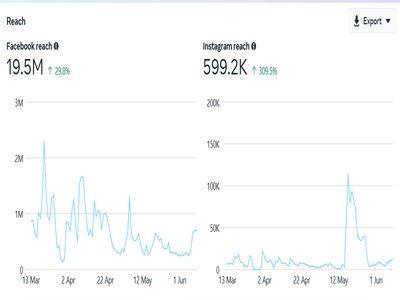 Reach
Export
Facebook reach
Instagram reach
19.5M ↑ 29.8%
599.2K ↑ 309.5%
3M
2M
1M
0
13 Mar 2 Apr 22 Apr 12 May 1 Jun
200K
150K
100K
50K
0
13 Mar 2 Apr 22 Apr 12 May 1 Jun